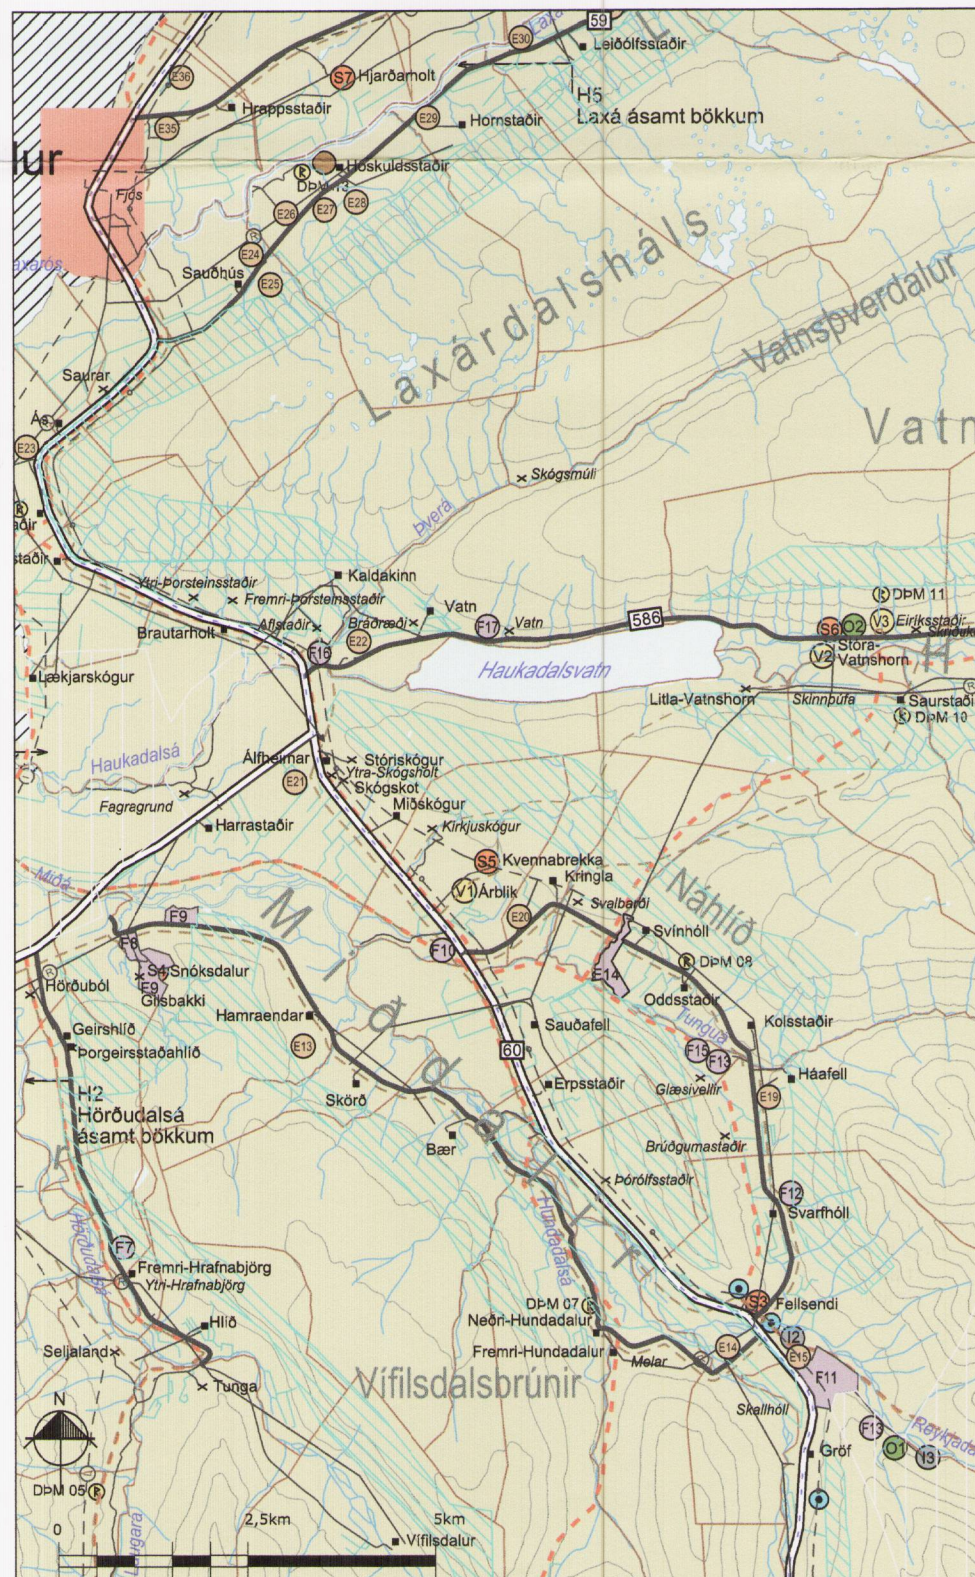 59
E30
Laxá
Leiðólfsstaðir
E36
S7 Hjarðarholt
H5
Laxá ásamt bökkum
Hrappsstaðir
E29
Hornstaðir
E35
lur
Höskuldsstaðir
DÞM 13
Fjós
E26
E27
E28
E24
Laxárdalsháls
axárós
Sauðhús
E25
Vatnsþverdalur
Saurar
Ás
Vatn
E23
Skógsmúli
Þverá
aðir
staðir
Kaldakinn
Ytri-Þorsteinsstaðir
Fremri-Þorsteinsstaðir
DÞM 11
Vatn
586
Aflstaðir
Bráðræði
Brautarholt
E22
F17
Vatn
S6
O2
V3
Eiríksstaðir
F16
V2
Stóra-
Vatnshorn
Haukadalsvatn
Lækjarskógur
Litla-Vatnshorn
Skinnþúfa
Saurstaðir
DÞM 10
Haukadalsá
Álfheimar
Stóriskógur
Ytra-Skógsholt
Skógskot
E21
Fagragrund
Miðskógur
Harrastaðir
Kirkjuskógur
S5
Kvennabrekka
Kringla
Miðá
V1
Árblik
Svalbarði
Náhlíð
Miðdalir
F9
E20
Svínhóll
F8
F10
DÞM 08
S4
Snóksdalur
E14
Hörðuból
F9
Gilsbakki
Oddsstaðir
Hamraendar
Tunguá
Kolsstaðir
Sauðafell
Geirshlíð
E13
60
F15
F13
Þorgeirsstaðahlíð
Háafell
H2
Hörðudalsá
ásamt bökkum
Erpsstaðir
Glæsivellir
E19
Skörð
r
Bær
Brúðgumastaðir
Þórólfsstaðir
F12
Svarfhóll
Hundadalsá
F7
Fremri-Hrafnabjörg
Ytri-Hrafnabjörg
DÞM 07
S3
Fellsendi
Hlíð
Neðri-Hundadalur
I2
Seljaland
Fremri-Hundadalur
E14
E15
Melar
F11
Vífilsdalsbrúnir
Tunga
Skallhóll
N
F13
O1
I3
Gröf
DÞM 05
0
2,5km
5km
Vífilsdalur